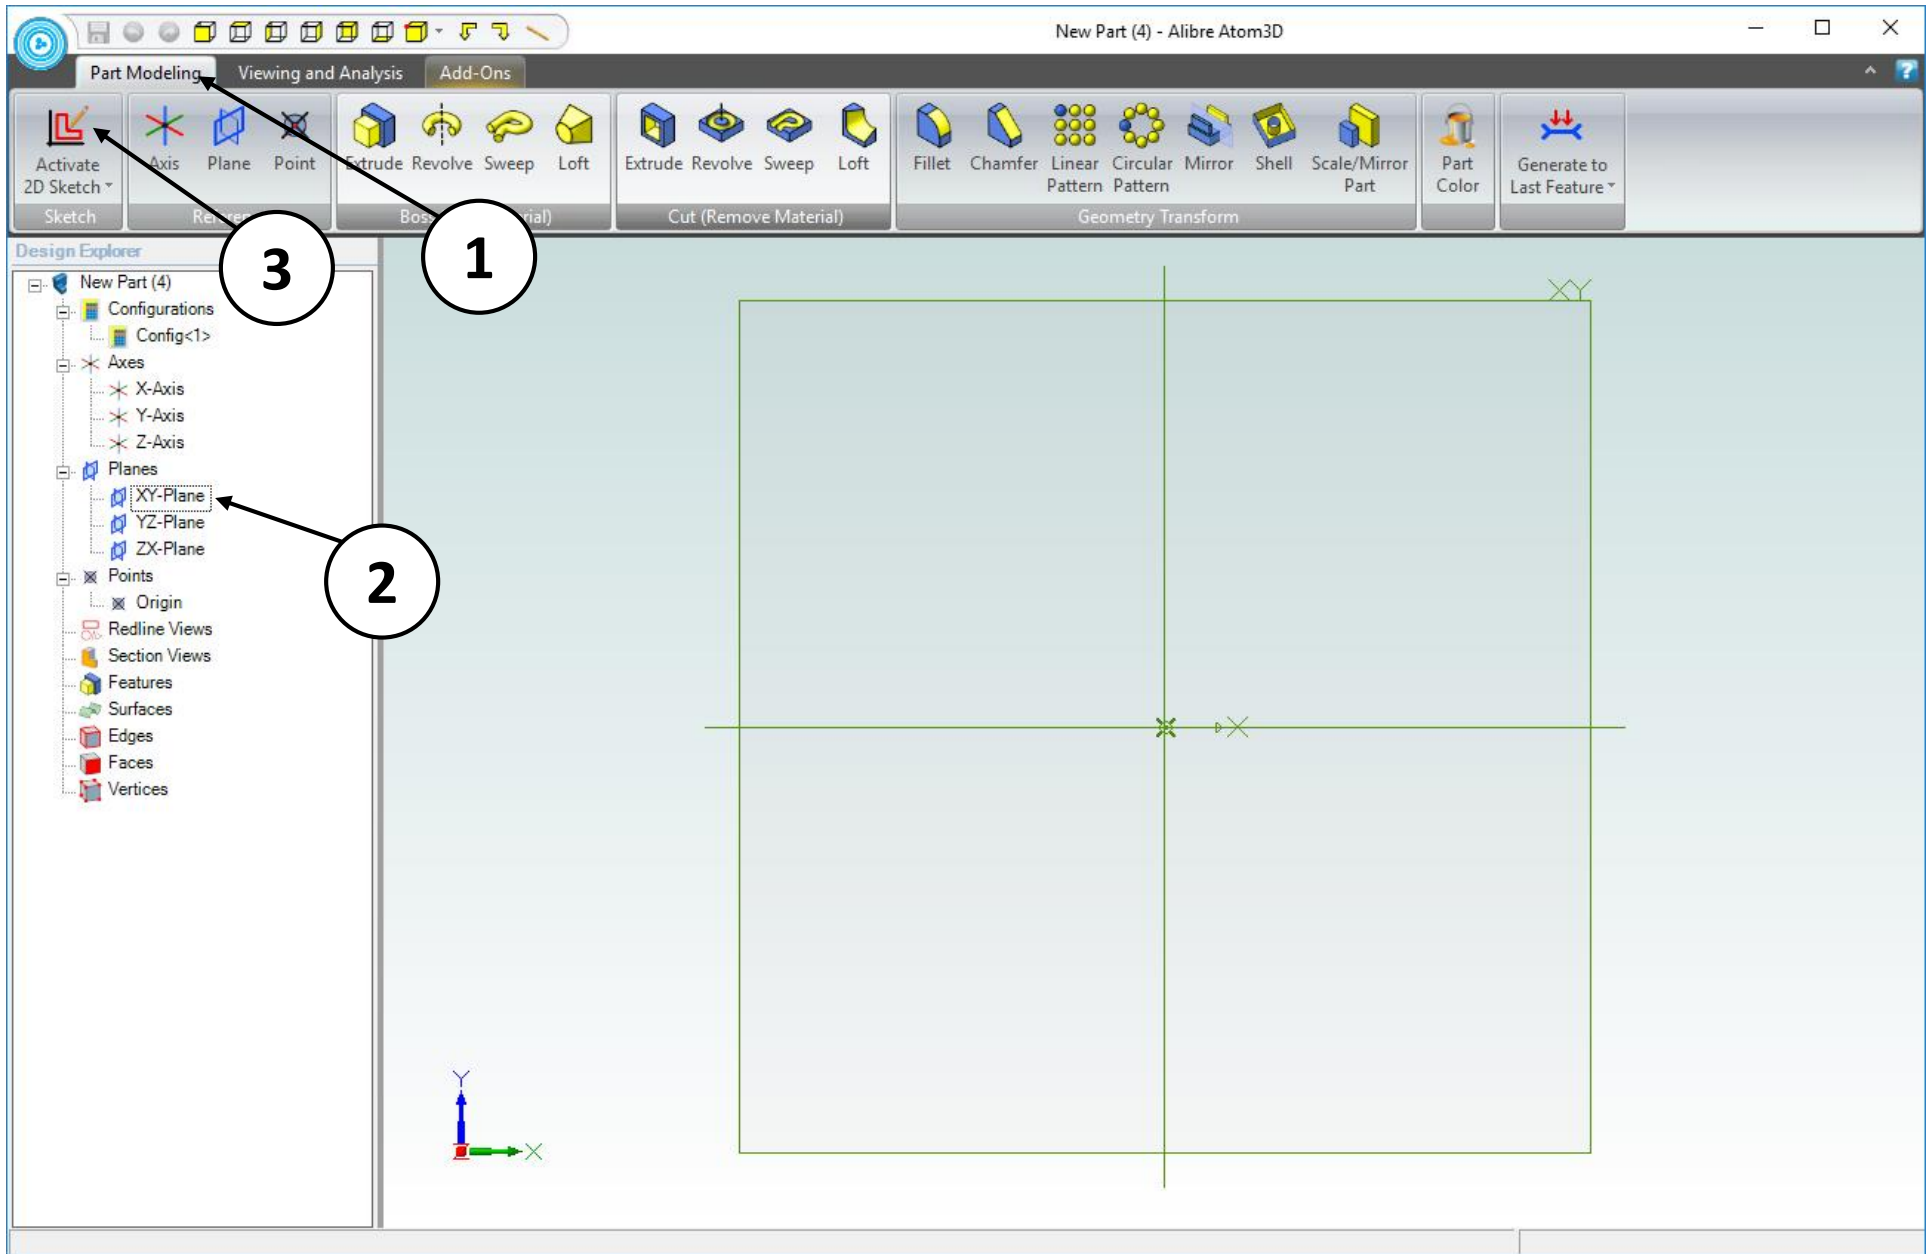 New Part (4) - Alibre Atom3D
Part Modeling Viewing and Analysis Add-Ons
Activate
2D Sketch
Axis Plane Point
Extrude Revolve Sweep Loft
Extrude Revolve Sweep Loft
Fillet Chamfer Linear
Pattern Circular
Pattern Mirror Shell Scale/Mirror
Part
Part
Color
Generate to
Last Feature
Sketch
Cut (Remove Material)
Geometry Transform
3
1
Design Explorer
New Part (4)
Configurations
Config<1>
Axes
X-Axis
Y-Axis
Z-Axis
Planes
XY-Plane
YZ-Plane
ZX-Plane
2
Points
Origin
Redline Views
Section Views
Features
Surfaces
Edges
Faces
Vertices
XY
X
Y
X